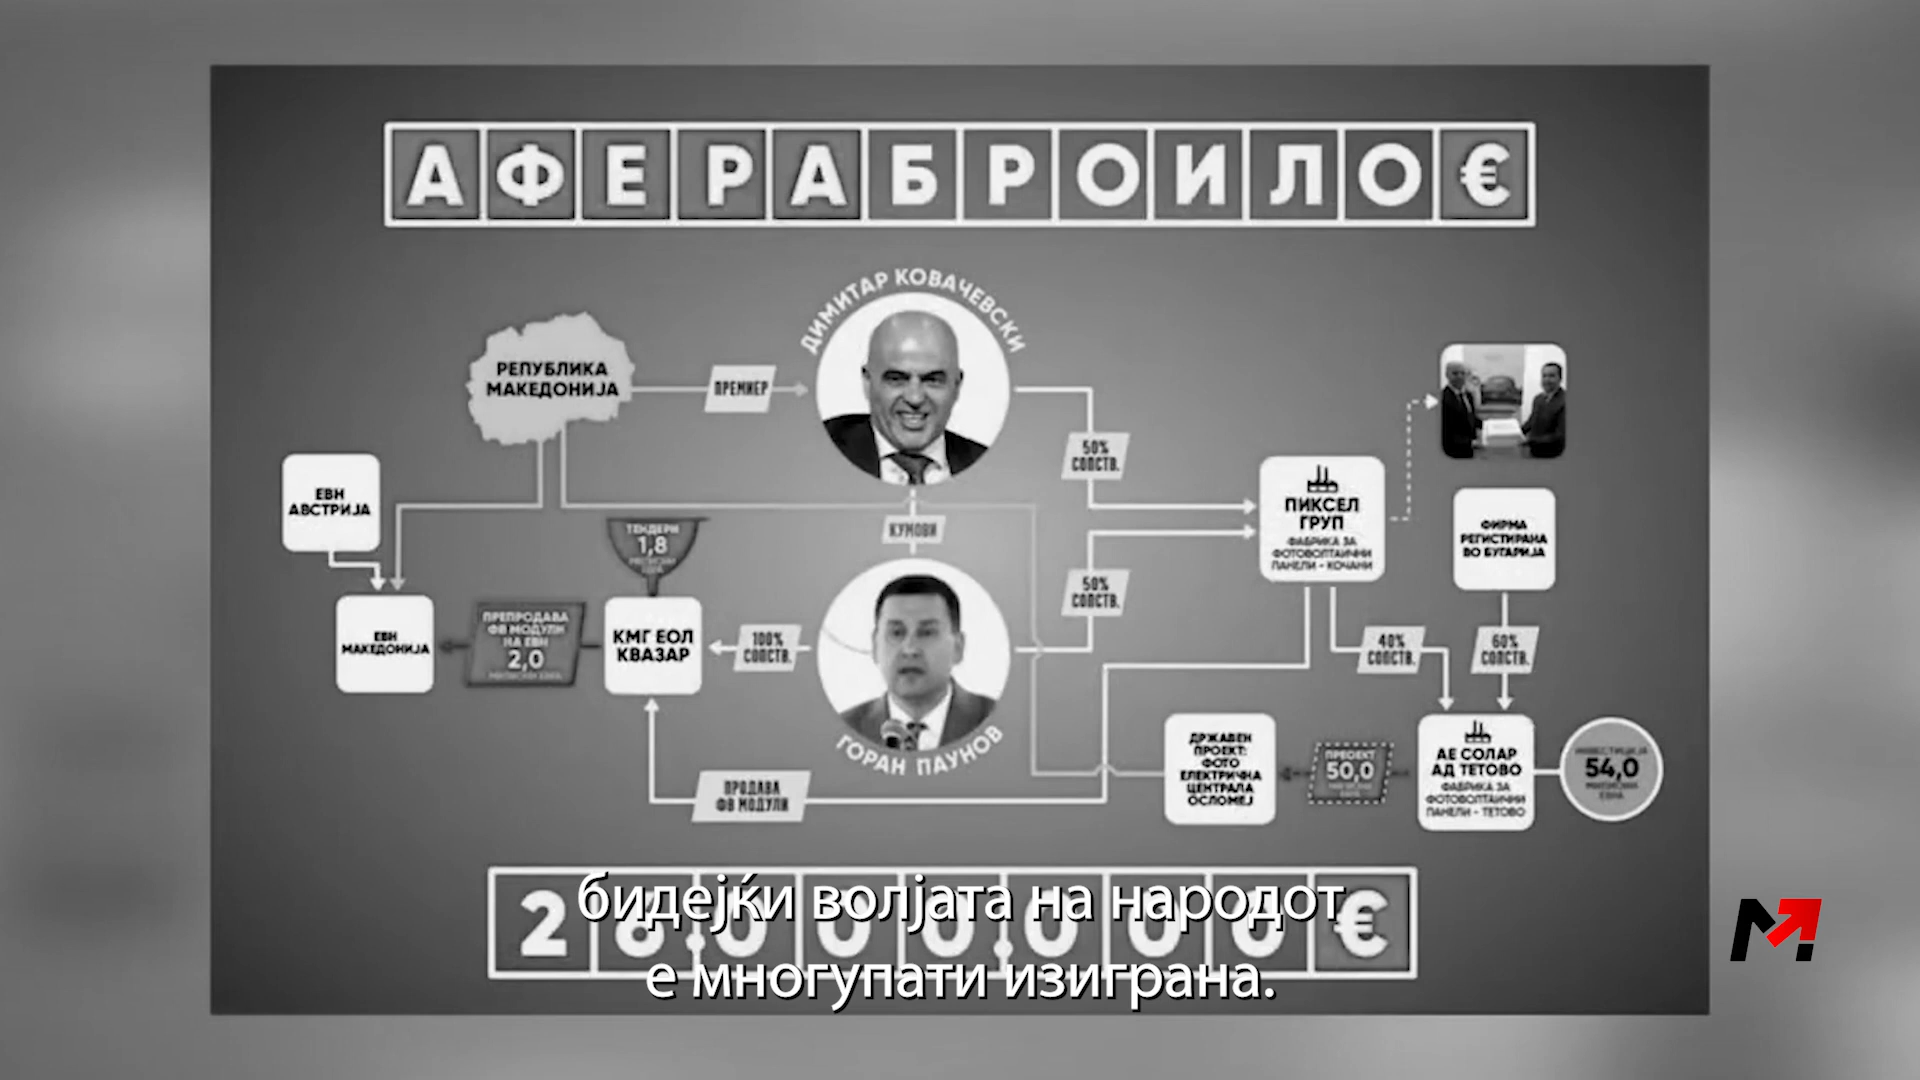 АФЕРАБРОИЛО€
ДИМИТАР КОВАЧЕВСКИ
РЕПУБЛИКА
МАКЕДОНИЈА
ПРЕМИЕР
50%
СОПСТВ.
ЕВН
АВСТРИЈА
ТЕНДЕРИ
1,8
КУМОВИ
ПИКСЕЛ
ГРУП
ФАБРИКА ЗА
ФОТОВОЛТАИЧНИ
ПАНЕЛИ - КОЧАНИ
ФИРМА
РЕГИСТРИРАНА
ВО БУГАРИЈА
50%
СОПСТВ.
ЕВН
МАКЕДОНИЈА
ПРЕПРОДАВА
ФВ МОДУЛИ
НА ЕВН
2,0
КМГ ЕОЛ
КВАЗАР
100%
СОПСТВ.
40%
СОПСТВ.
60%
СОПСТВ.
ГОРАН ПАУНОВ
ПРОДАВА
ФВ МОДУЛИ
ДРЖАВЕН
ПРОЕКТ:
ФОТО
ЕЛЕКТРИЧНА
ЦЕНТРАЛА
ОСЛОМЕЈ
50,0
АЕ СОЛАР
АД ТЕТОВО
ФАБРИКА ЗА
ФОТОВОЛТАИЧНИ
ПАНЕЛИ - ТЕТОВО
ИНВЕСТИЦИЈА
54,0
26.000.000€
бидејќи волјата на народот
е многупати изиграна.